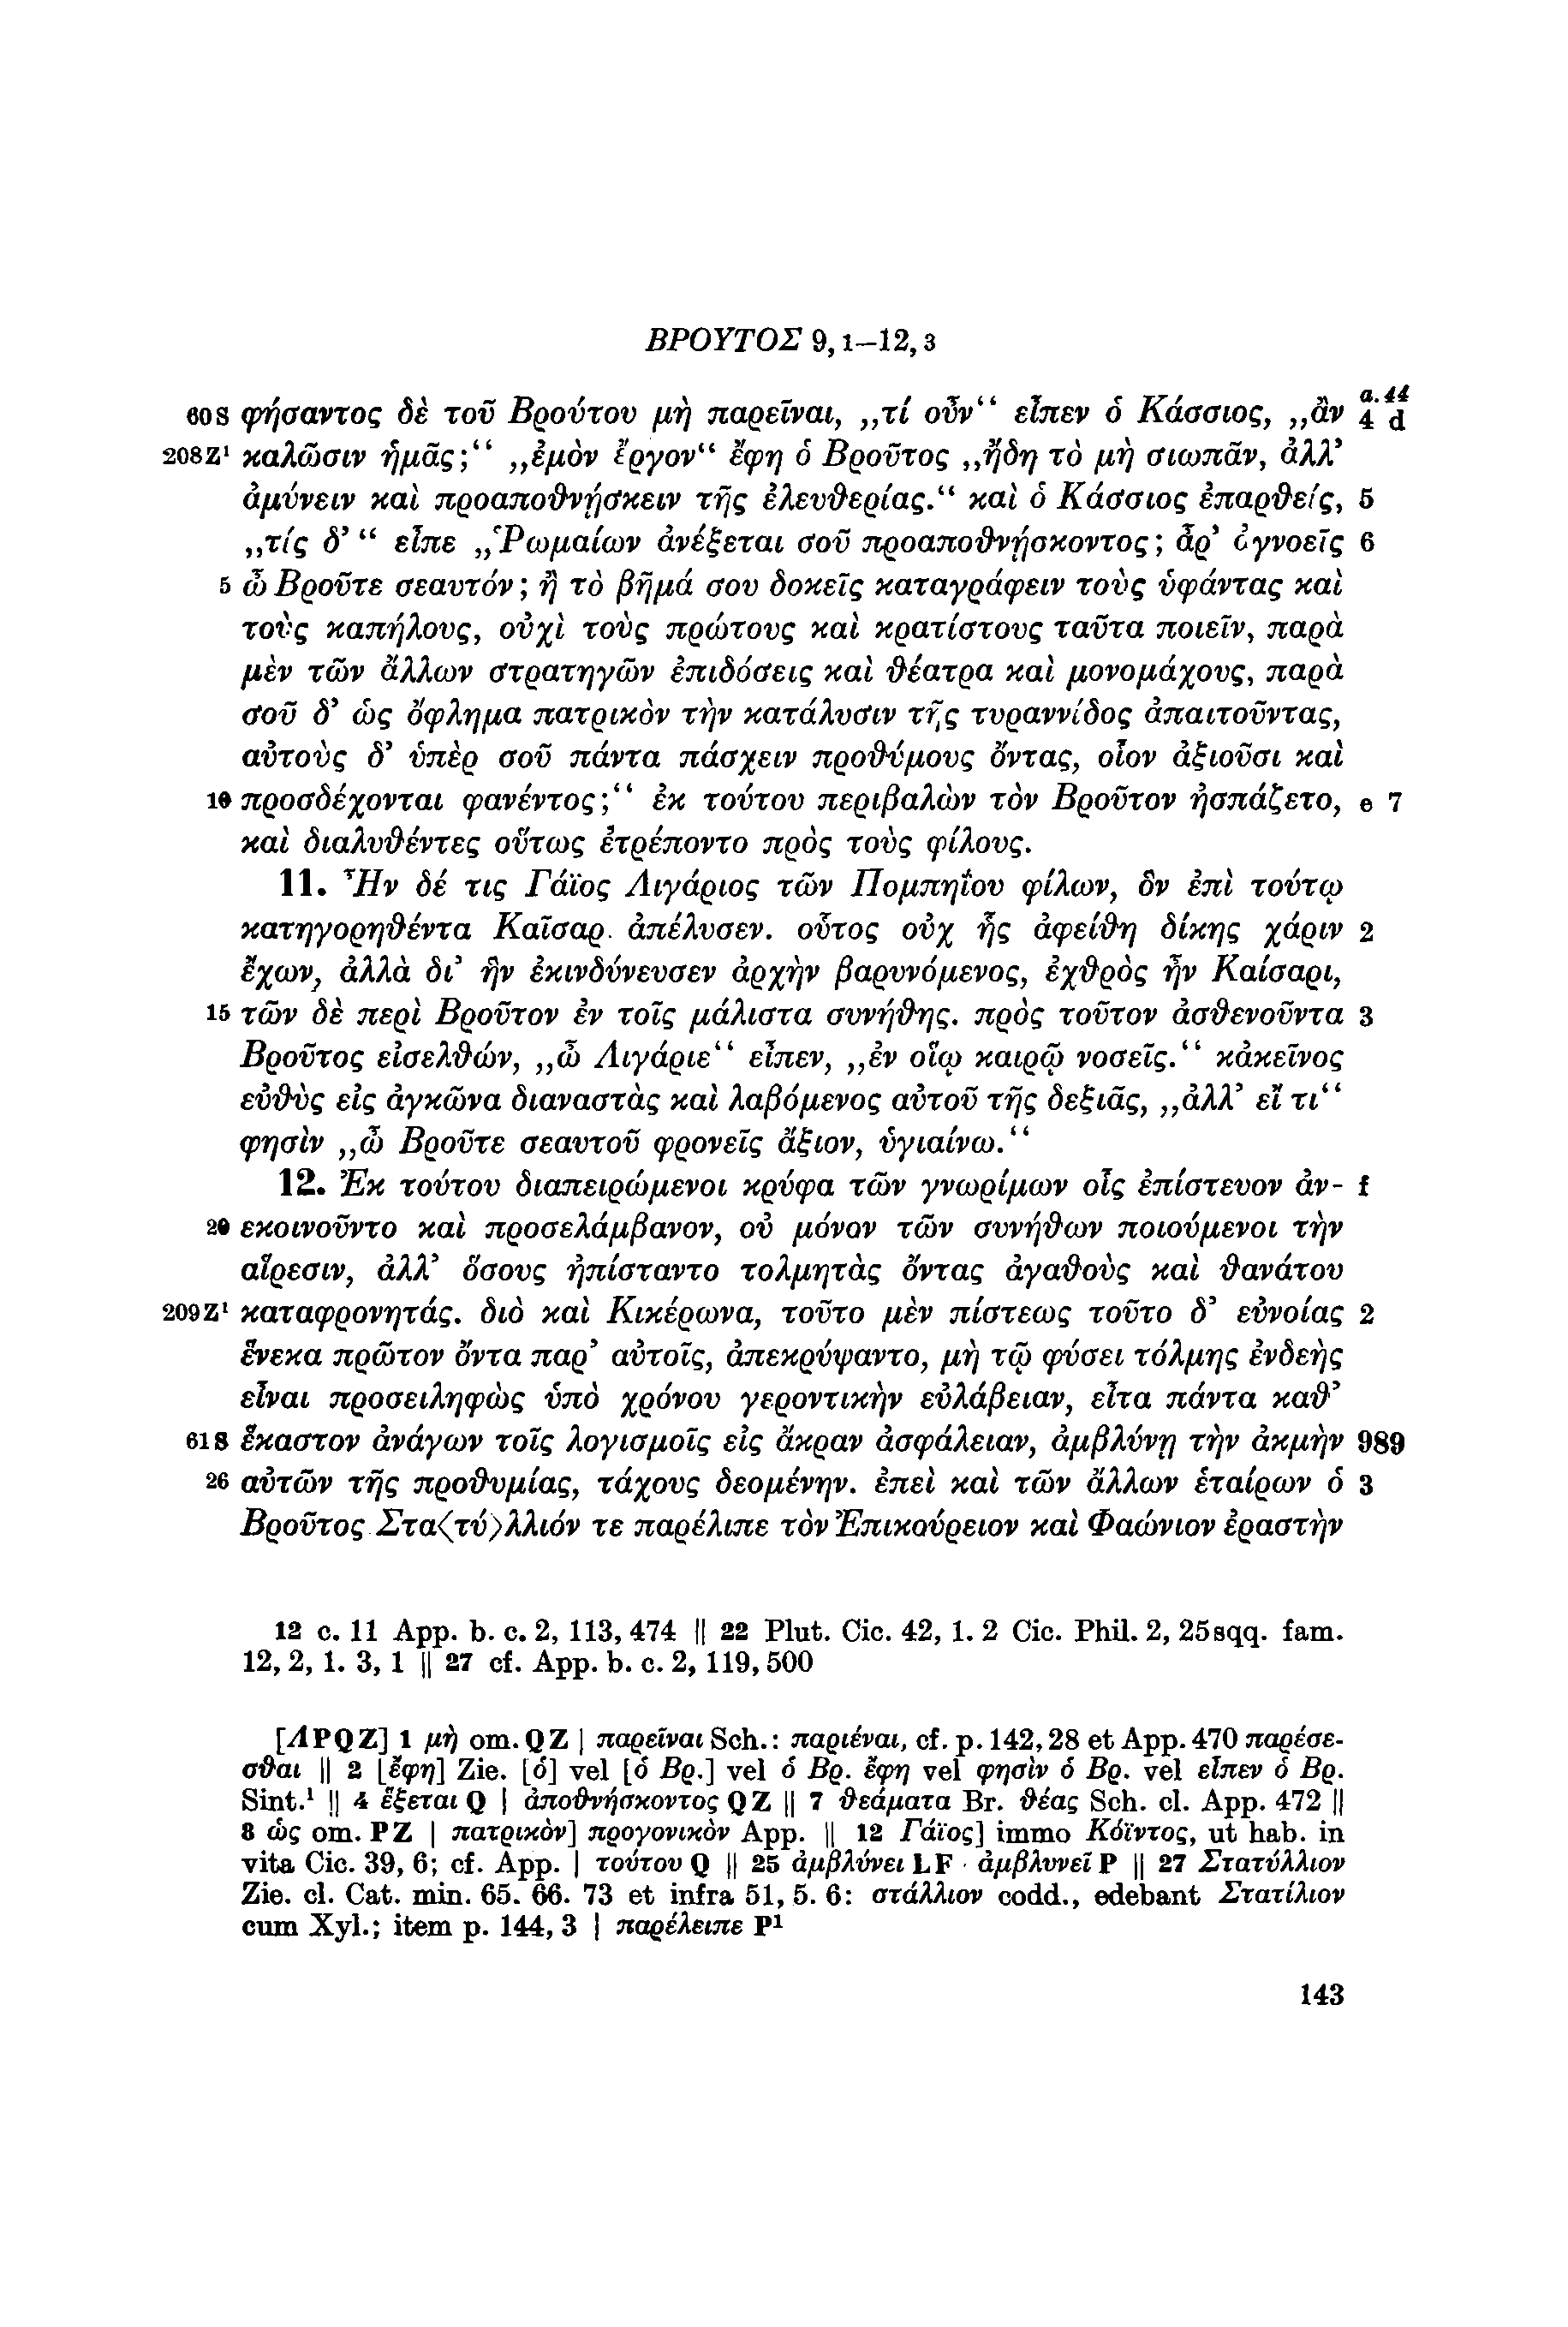 ΒΡΟΥΤΟΣ 9,1–12,3
60S φήσαντος δὲ τοῦ Βρούτου μὴ παρεῖναι, „τί οὖν“ εἶπεν ὁ Κάσσιος, „ἂν a.44 4 d
208Z¹ καλῶσιν ἡμᾶς;“ „ἐμὸν ἔργον“ ἔφη ὁ Βροῦτος „ἤδη τὸ μὴ σιωπᾶν, ἀλλ’
ἀμύνειν καὶ προαποθνῄσκειν τῆς ἐλευθερίας.“ καὶ ὁ Κάσσιος ἐπαρθείς, 5
„τίς δ’“ εἶπε „Ῥωμαίων ἀνέξεται σοῦ προαποθνῄσκοντος; ἆρ’ ἀγνοεῖς 6
5 ὦ Βροῦτε σεαυτόν; ἢ τὸ βῆμά σου δοκεῖς καταγράφειν τοὺς ὑφάντας καὶ
τοὺς καπήλους, οὐχὶ τοὺς πρώτους καὶ κρατίστους ταῦτα ποιεῖν, παρὰ
μὲν τῶν ἄλλων στρατηγῶν ἐπιδόσεις καὶ θέατρα καὶ μονομάχους, παρὰ
σοῦ δ’ ὡς ὄφλημα πατρικὸν τὴν κατάλυσιν τῆς τυραννίδος ἀπαιτοῦντας,
αὐτοὺς δ’ ὑπὲρ σοῦ πάντα πάσχειν προθύμους ὄντας, οἷον ἀξιοῦσι καὶ
10 προσδέχονται φανέντος;“ ἐκ τούτου περιβαλὼν τὸν Βροῦτον ἠσπάζετο, e 7
καὶ διαλυθέντες οὕτως ἐτρέποντο πρὸς τοὺς φίλους.
11. Ἦν δέ τις Γάϊος Λιγάριος τῶν Πομπηΐου φίλων, ὃν ἐπὶ τούτῳ
κατηγορηθέντα Καῖσαρ ἀπέλυσεν. οὗτος οὐχ ἧς ἀφείθη δίκης χάριν 2
ἔχων, ἀλλὰ δι’ ἣν ἐκινδύνευσεν ἀρχὴν βαρυνόμενος, ἐχθρὸς ἦν Καίσαρι,
15 τῶν δὲ περὶ Βροῦτον ἐν τοῖς μάλιστα συνήθης. πρὸς τοῦτον ἀσθενοῦντα 3
Βροῦτος εἰσελθών, „ὦ Λιγάριε“ εἶπεν, „ἐν οἵῳ καιρῷ νοσεῖς.“ κἀκεῖνος
εὐθὺς εἰς ἀγκῶνα διαναστὰς καὶ λαβόμενος αὐτοῦ τῆς δεξιᾶς, „ἀλλ’ εἴ τι“
φησὶν „ὦ Βροῦτε σεαυτοῦ φρονεῖς ἄξιον, ὑγιαίνω.“
12. Ἐκ τούτου διαπειρώμενοι κρύφα τῶν γνωρίμων οἷς ἐπίστευον ἀν- f
20 εκοινοῦντο καὶ προσελάμβανον, οὐ μόνον τῶν συνήθων ποιούμενοι τὴν
αἵρεσιν, ἀλλ’ ὅσους ἠπίσταντο τολμητὰς ὄντας ἀγαθοὺς καὶ θανάτου
209Z¹ καταφρονητάς. διὸ καὶ Κικέρωνα, τοῦτο μὲν πίστεως τοῦτο δ’ εὐνοίας 2
ἕνεκα πρῶτον ὄντα παρ’ αὐτοῖς, ἀπεκρύψαντο, μὴ τῷ φύσει τόλμης ἐνδεὴς
εἶναι προσειληφὼς ὑπὸ χρόνου γεροντικὴν εὐλάβειαν, εἶτα πάντα καθ’
61S ἕκαστον ἀνάγων τοῖς λογισμοῖς εἰς ἄκραν ἀσφάλειαν, ἀμβλύνῃ τὴν ἀκμὴν 989
26 αὐτῶν τῆς προθυμίας, τάχους δεομένην. ἐπεὶ καὶ τῶν ἄλλων ἑταίρων ὁ 3
Βροῦτος Στα⟨τύ⟩λλιόν τε παρέλιπε τὸν Ἐπικούρειον καὶ Φαώνιον ἐραστὴν
12 c. 11 App. b. c. 2, 113, 474 || 22 Plut. Cic. 42, 1. 2 Cic. Phil. 2, 25sqq. fam.
12, 2, 1. 3, 1 || 27 cf. App. b. c. 2, 119, 500
[ΛPQZ] 1 μὴ om. QZ | παρεῖναι Sch.: παριέναι, cf. p. 142, 28 et App. 470 παρέσε-
σθαι || 2 [ἔφη] Zie. [ὁ] vel [ὁ Βρ.] vel ὁ Βρ. ἔφη vel φησὶν ὁ Βρ. vel εἶπεν ὁ Βρ.
Sint.¹ || 4 ἕξεται Q | ἀποθνήσκοντος QZ || 7 θεάματα Br. θέας Sch. cl. App. 472 ||
8 ὡς om. PZ | πατρικὸν] προγονικὸν App. || 12 Γάϊος] immo Κόϊντος, ut hab. in
vita Cic. 39, 6; cf. App. | τούτου Q || 25 ἀμβλύνει LF · ἀμβλυνεῖ P || 27 Στατύλλιον
Zie. cl. Cat. min. 65. 66. 73 et infra 51, 5. 6: στάλλιον codd., edebant Στατίλιον
cum Xyl.; item p. 144, 3 | παρέλειπε P¹
143